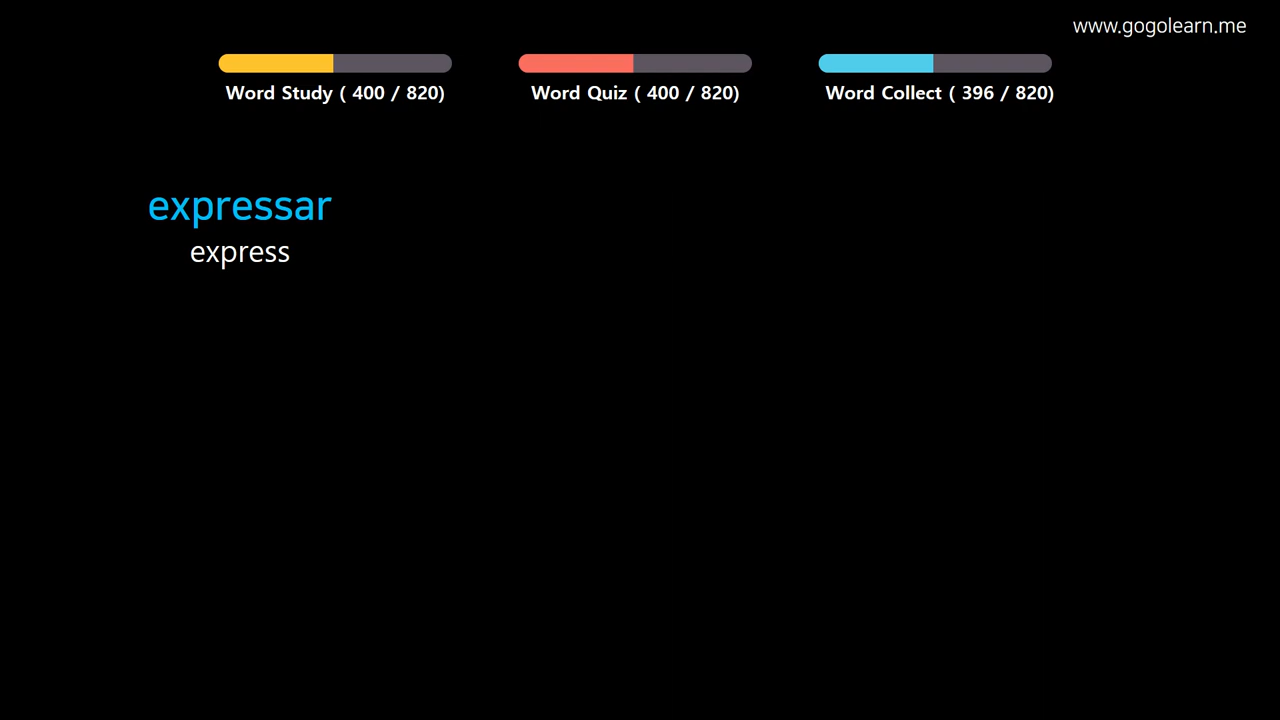 www.gogolearn.me
Word Study ( 400 / 820)
Word Quiz ( 400 / 820)
Word Collect ( 396 / 820)
expressar
express